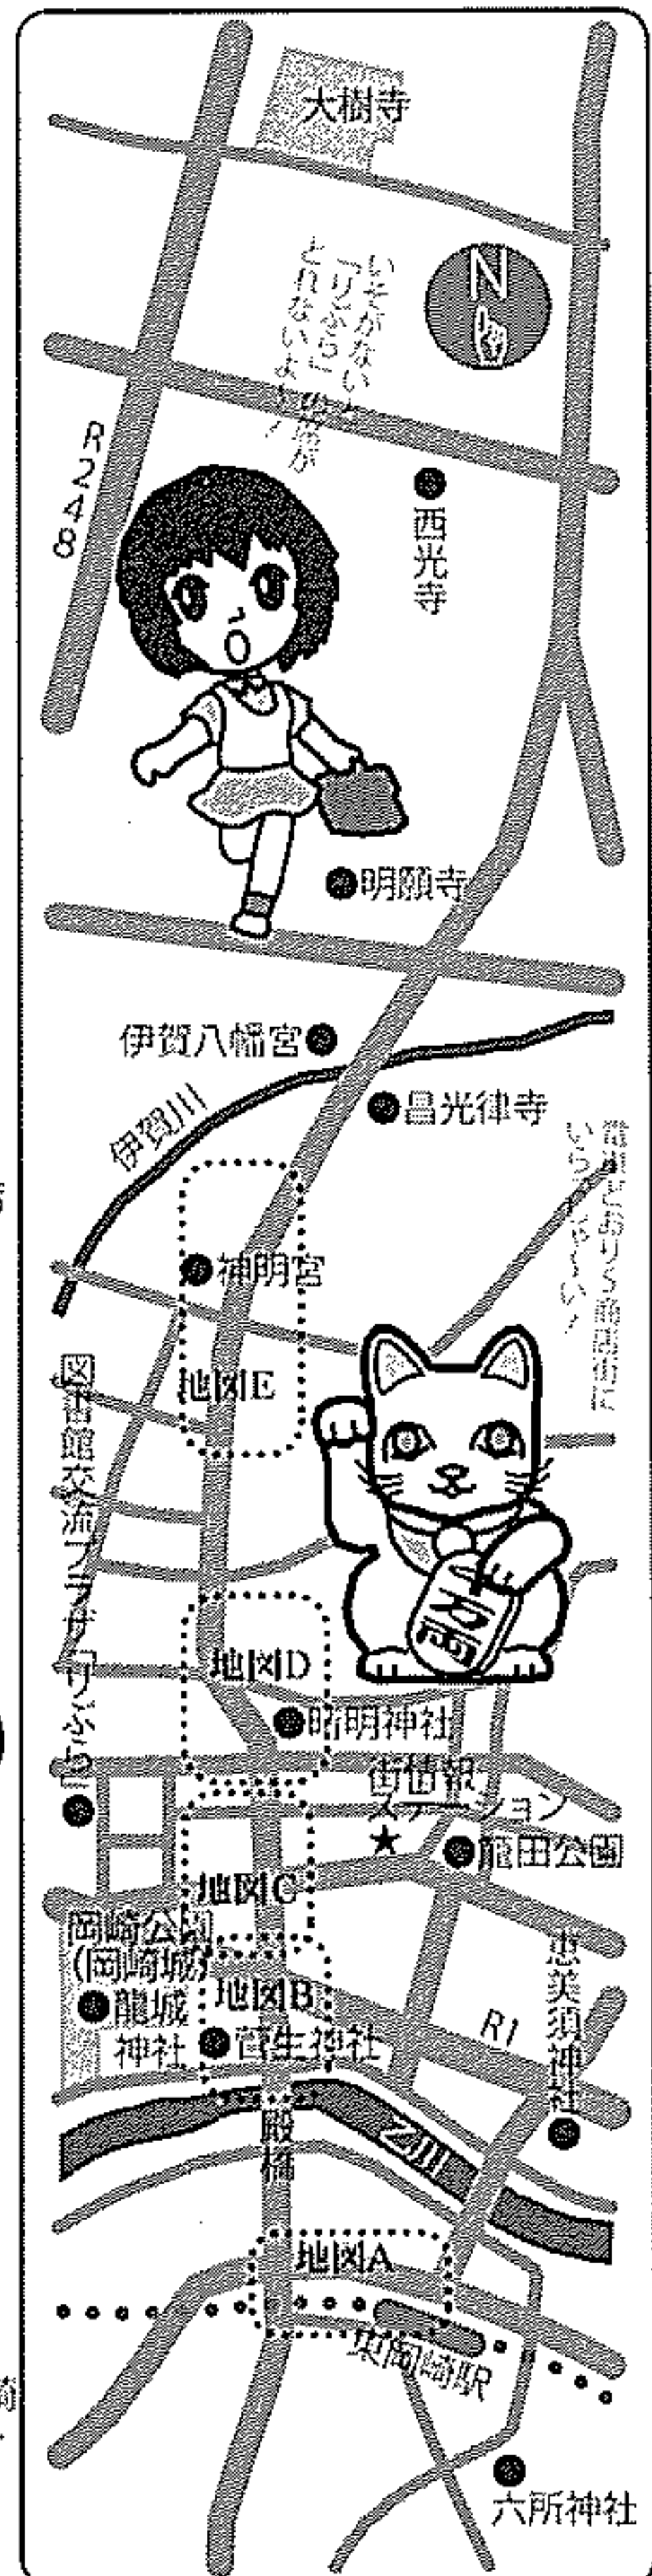 大樹寺
N
いそがないと
「りぶら」の席が
とれないよ〜！
R248
西光寺
明願寺
伊賀八幡宮
伊賀川
昌光律寺
神明宮
地図E
図書館交流プラザ「りぶら」
地図D
晴明神社
街情報
ステーション
籠田公園
地図C
岡崎公園
(岡崎城)
龍城
神社
地図B
菅生神社
R1
恵美須神社
殿橋
乙川
地図A
東岡崎駅
六所神社